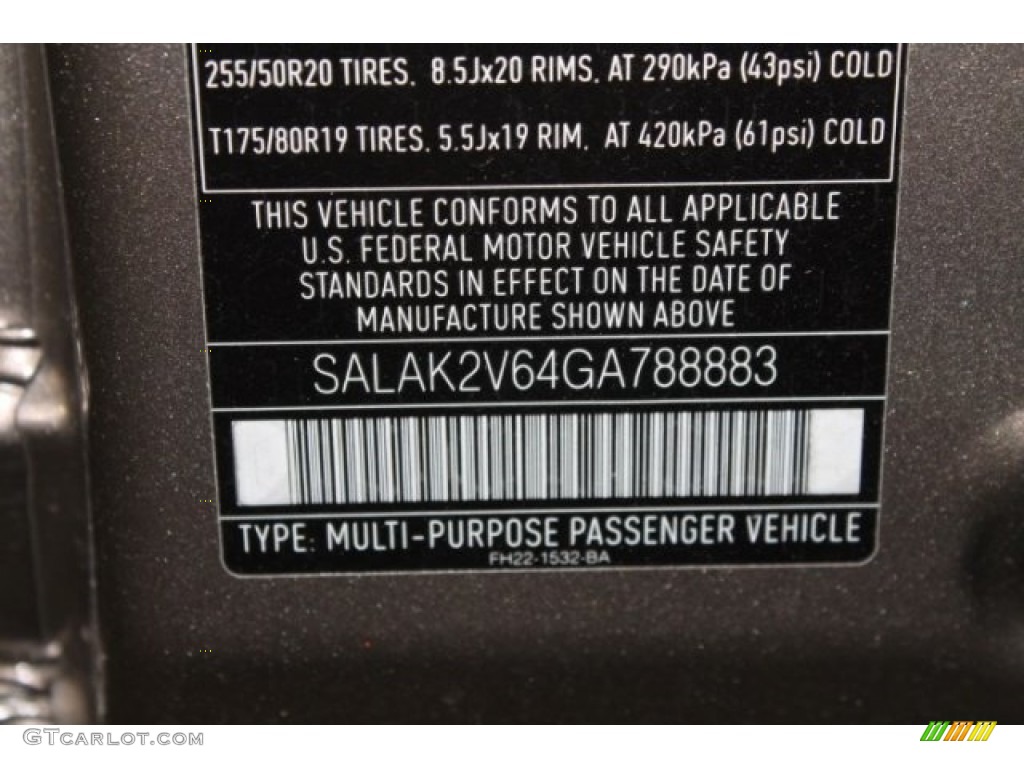 255/50R20 TIRES. 8.5Jx20 RIMS. AT 290kPa (43psi) COLD
T175/80R19 TIRES. 5.5Jx19 RIM. AT 420kPa (61psi) COLD
THIS VEHICLE CONFORMS TO ALL APPLICABLE
U.S. FEDERAL MOTOR VEHICLE SAFETY
STANDARDS IN EFFECT ON THE DATE OF
MANUFACTURE SHOWN ABOVE
SALAK2V64GA788883
TYPE: MULTI-PURPOSE PASSENGER VEHICLE
FH22-1532-BA
GTCARLOT.COM